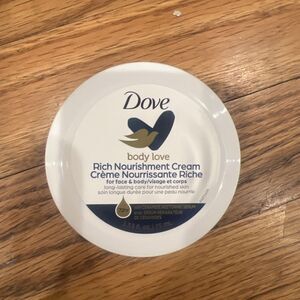 Dove
body love
Rich Nourishment Cream
Crème Nourrissante Riche
for face & body/visage et corps
long-lasting care for nourished skin
soin longue durée pour une peau nourrie